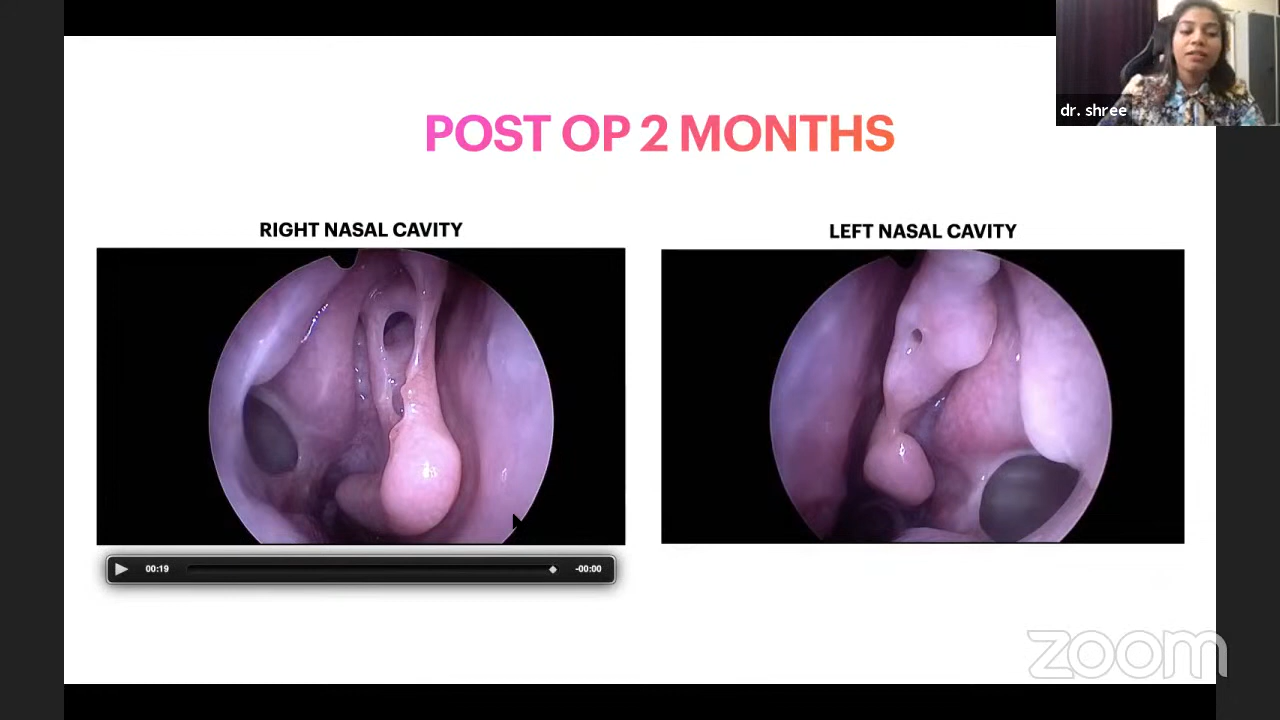 dr. shree
POST OP 2 MONTHS
RIGHT NASAL CAVITY
LEFT NASAL CAVITY
00:19
-00:00
zoom